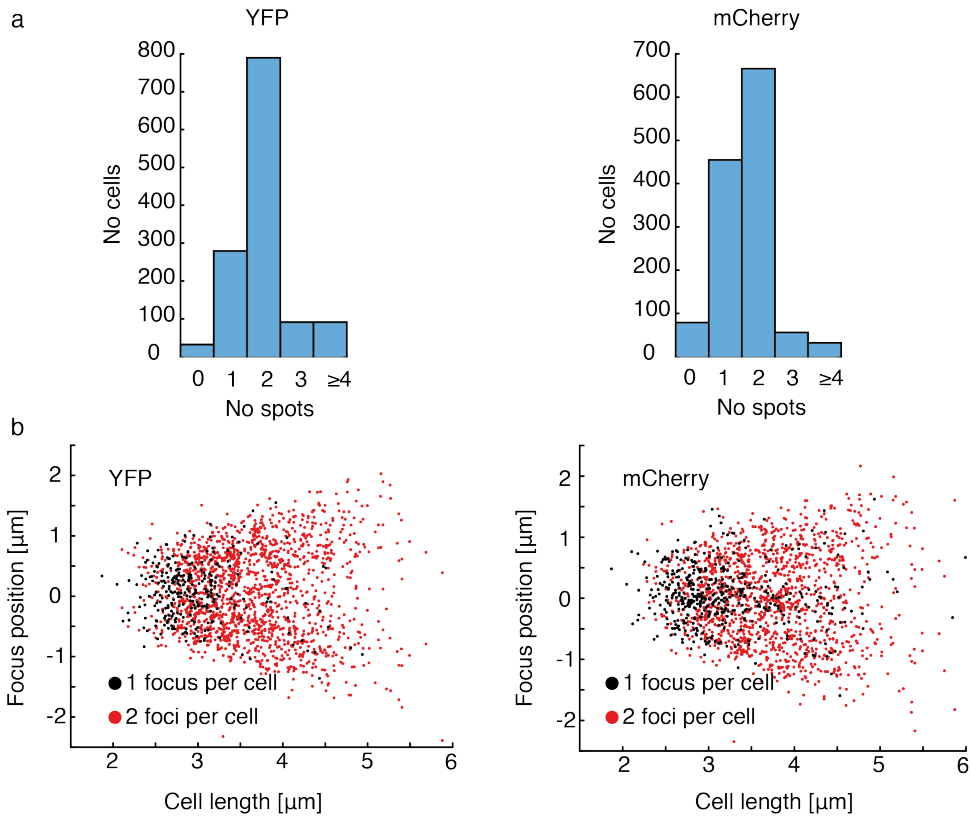 a
YFP
mCherry
800
700
600
500
400
300
200
100
0
No cells
0 1 2 3 ≥4
No spots
700
600
500
400
300
200
100
0
No cells
0 1 2 3 ≥4
No spots
b
YFP
2
1
0
-1
-2
Focus position [μm]
1 focus per cell
2 foci per cell
2 3 4 5 6
Cell length [μm]
mCherry
2
1
0
-1
-2
Focus position [μm]
1 focus per cell
2 foci per cell
2 3 4 5 6
Cell length [μm]